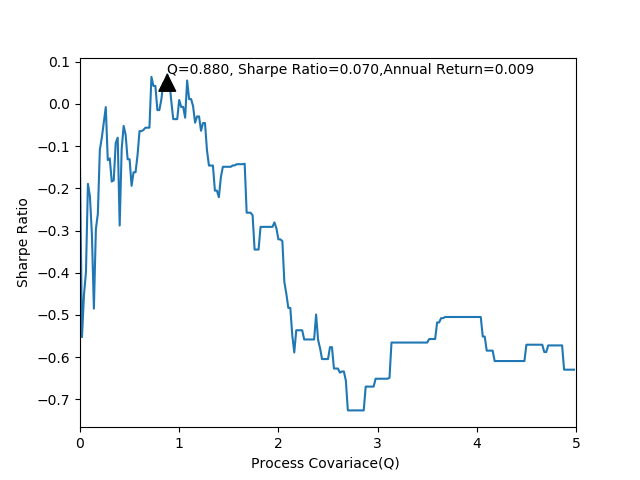 Q=0.880, Sharpe Ratio=0.070,Annual Return=0.009
0.1
0.0
−0.1
−0.2
−0.3
−0.4
−0.5
−0.6
−0.7
Sharpe Ratio
0 1 2 3 4 5
Process Covariace(Q)